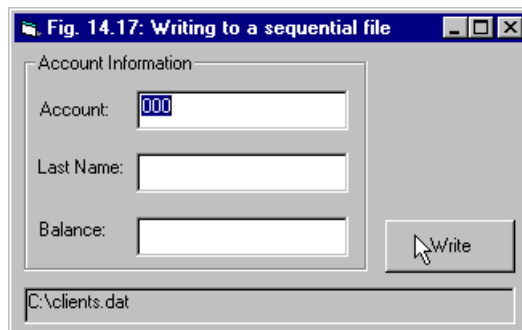 Fig. 14.17: Writing to a sequential file
Account Information
Account: 000
Last Name:
Balance:
Write
C:\clients.dat